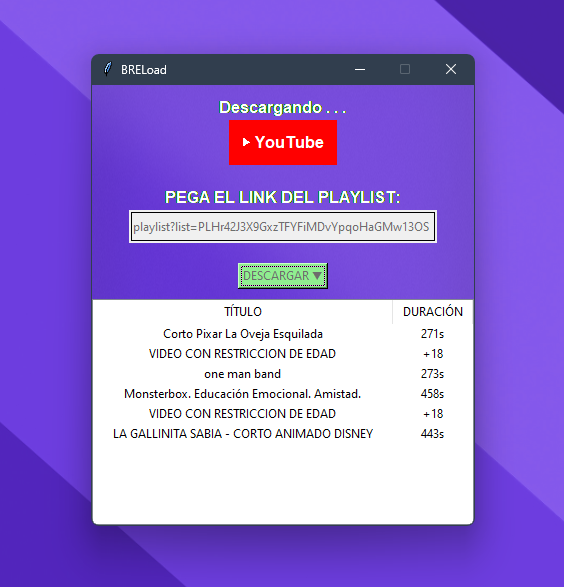 BRELoad
Descargando . . .
YouTube
PEGA EL LINK DEL PLAYLIST:
playlist?list=PLHr42J3X9GxzTFYFiMDvYpqoHaGMw13OS
DESCARGAR ▼
TÍTULO DURACIÓN
Corto Pixar La Oveja Esquilada 271s
VIDEO CON RESTRICCION DE EDAD +18
one man band 273s
Monsterbox. Educación Emocional. Amistad. 458s
VIDEO CON RESTRICCION DE EDAD +18
LA GALLINITA SABIA - CORTO ANIMADO DISNEY 443s